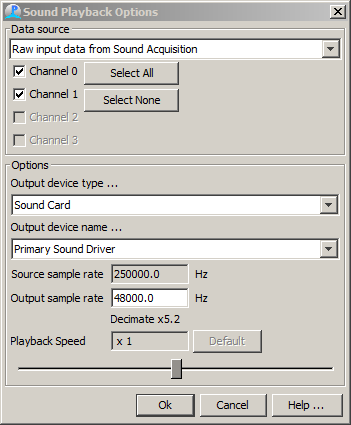 Sound Playback Options
Data source
Raw input data from Sound Acquisition
Channel 0
Select All
Channel 1
Select None
Channel 2
Channel 3
Options
Output device type ...
Sound Card
Output device name ...
Primary Sound Driver
Source sample rate 250000.0 Hz
Output sample rate 48000.0 Hz
Decimate x5.2
Playback Speed x 1 Default
Ok Cancel Help ...